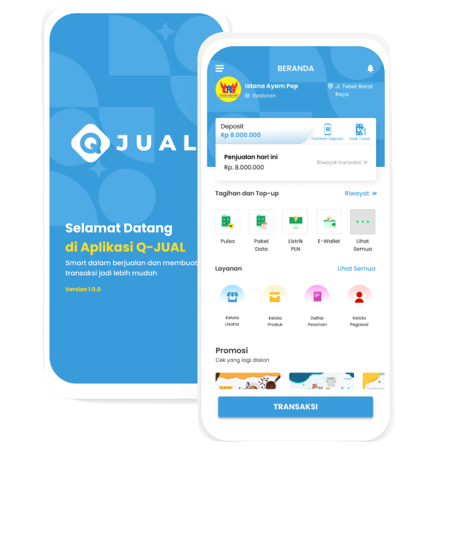 QJUAL
Selamat Datang
di Aplikasi Q-JUAL
Smart dalam berjualan dan membuat
transaksi jadi lebih mudah
Version 1.0.0
BERANDA
Istana Ayam Pop
Restoran
Jl. Tebet Barat
Raya
Deposit
Rp 8.000.000
Tarik Tunai
Penjualan hari ini
Rp. 8.000.000
Riwayat transaksi
Tagihan dan Top-up
Riwayat
Pulsa
Paket
Data
Listrik
PLN
E-Wallet
Lihat
Semua
Layanan
Lihat Semua
Kelola
Usaha
Kelola
Produk
Daftar
Pesanan
Kelola
Pegawai
Promosi
Cek yang lagi diskon
TRANSAKSI